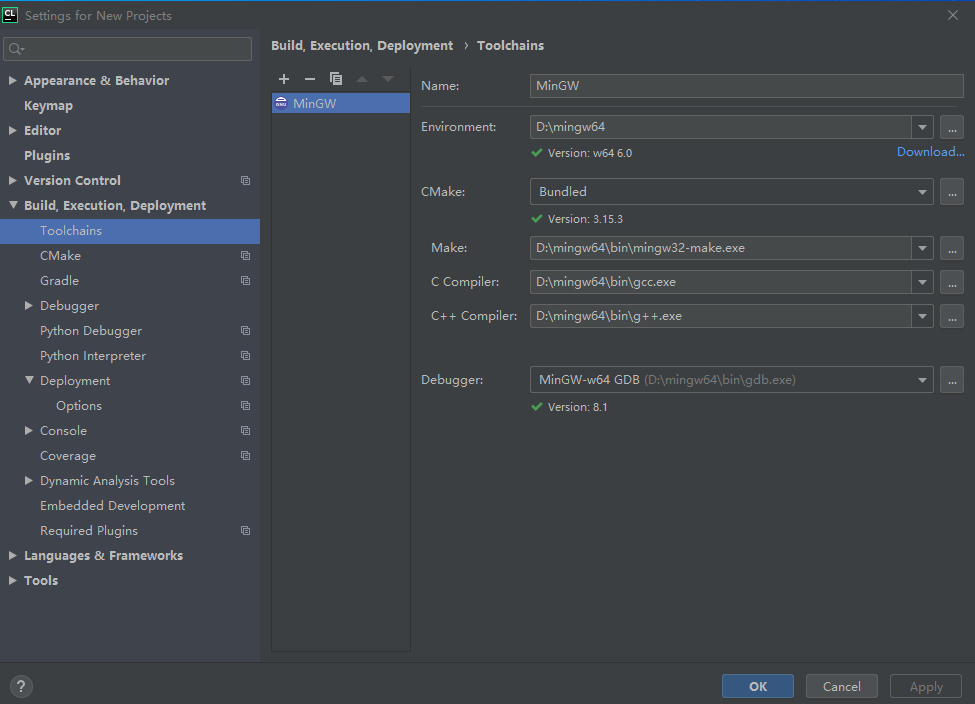 CL Settings for New Projects
Appearance & Behavior
Keymap
Editor
Plugins
Version Control
Build, Execution, Deployment
Toolchains
CMake
Gradle
Debugger
Python Debugger
Python Interpreter
Deployment
Options
Console
Coverage
Dynamic Analysis Tools
Embedded Development
Required Plugins
Languages & Frameworks
Tools
Build, Execution, Deployment › Toolchains
MinGW
Name: MinGW
Environment: D:\mingw64 ...
Version: w64 6.0 Download...
CMake: Bundled ...
Version: 3.15.3
Make: D:\mingw64\bin\mingw32-make.exe ...
C Compiler: D:\mingw64\bin\gcc.exe ...
C++ Compiler: D:\mingw64\bin\g++.exe ...
Debugger: MinGW-w64 GDB (D:\mingw64\bin\gdb.exe) ...
Version: 8.1
? OK Cancel Apply